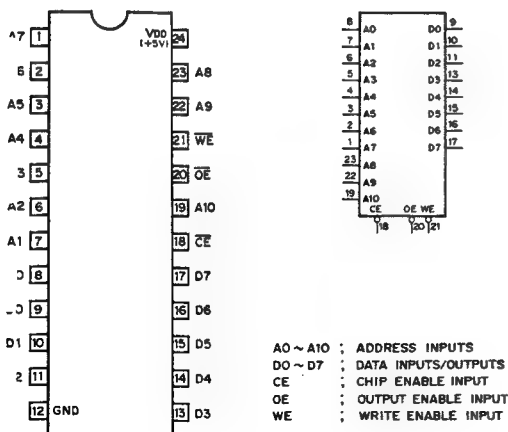 A7 1
VDD
(+5V) 24
6 2
23 A8
A5 3
22 A9
A4 4
21 WE
3 5
20 OE
A2 6
19 A10
A1 7
18 CE
8
17 D7
9
16 D6
D1 10
15 D5
2 11
14 D4
12 GND
13 D3
8 A0 D0 9
7 A1 D1 10
6 A2 D2 11
5 A3 D3 13
4 A4 D4 14
3 A5 D5 15
2 A6 D6 16
1 A7 D7 17
23 A8
22 A9
19 A10
CE OE WE
18 20 21
A0 ~ A10 ; ADDRESS INPUTS
D0 ~ D7 ; DATA INPUTS/OUTPUTS
CE ; CHIP ENABLE INPUT
OE ; OUTPUT ENABLE INPUT
WE ; WRITE ENABLE INPUT